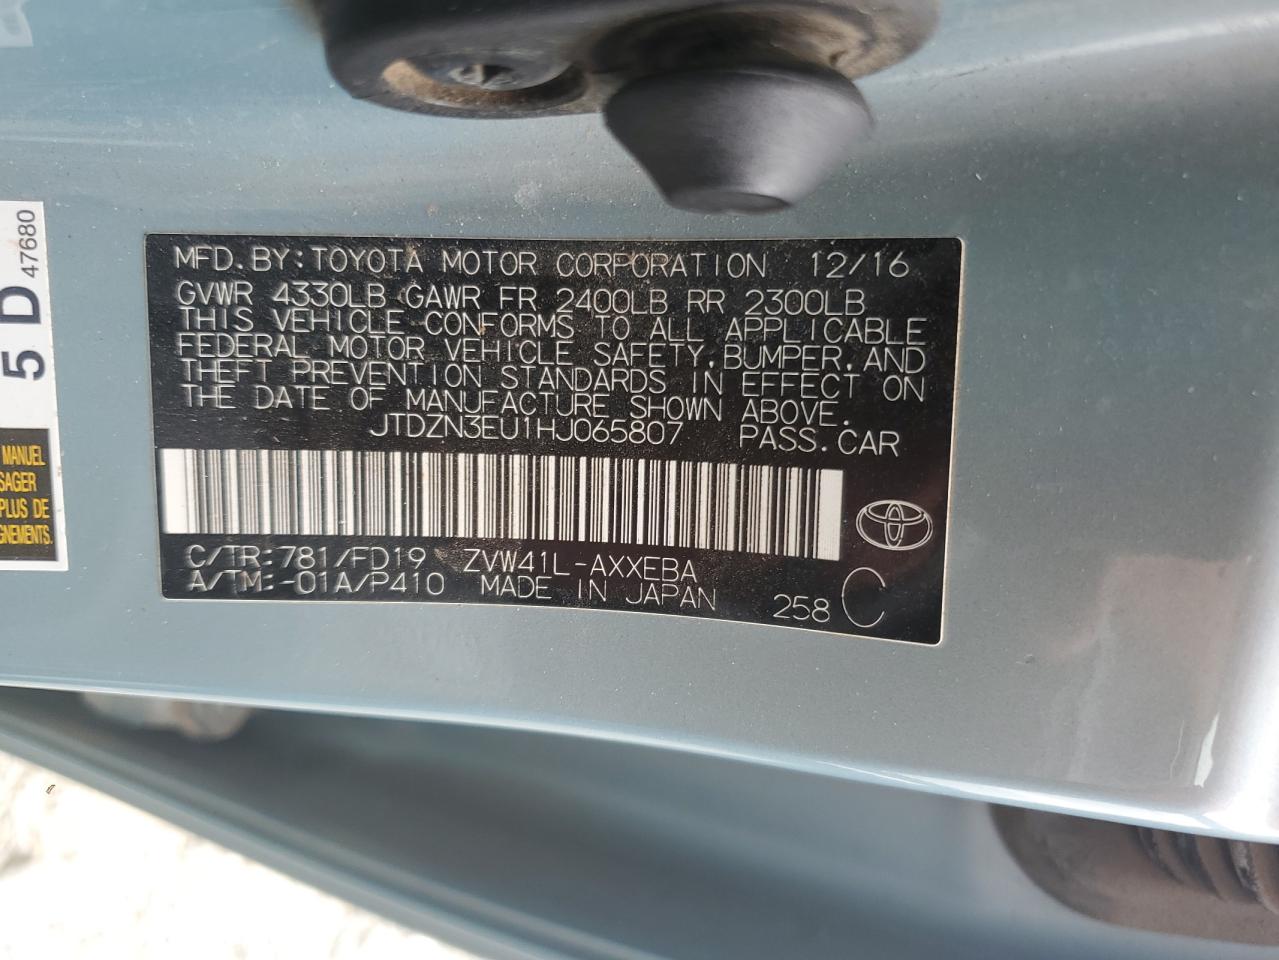 MFD.BY:TOYOTA MOTOR CORPORATION 12/16
GVWR 4330LB GAWR FR 2400LB RR 2300LB
THIS VEHICLE CONFORMS TO ALL APPLICABLE
FEDERAL MOTOR VEHICLE SAFETY,BUMPER,AND
THEFT PREVENTION STANDARDS IN EFFECT ON
THE DATE OF MANUFACTURE SHOWN ABOVE.
JTDZN3EU1HJ065807 PASS.CAR
C/TR:781/FD19 ZVW41L-AXXEBA
A/TM:-01A/P410 MADE IN JAPAN 258 C
5 D 47680
MANUEL
SAGER
PLUS DE
GNEMENTS.